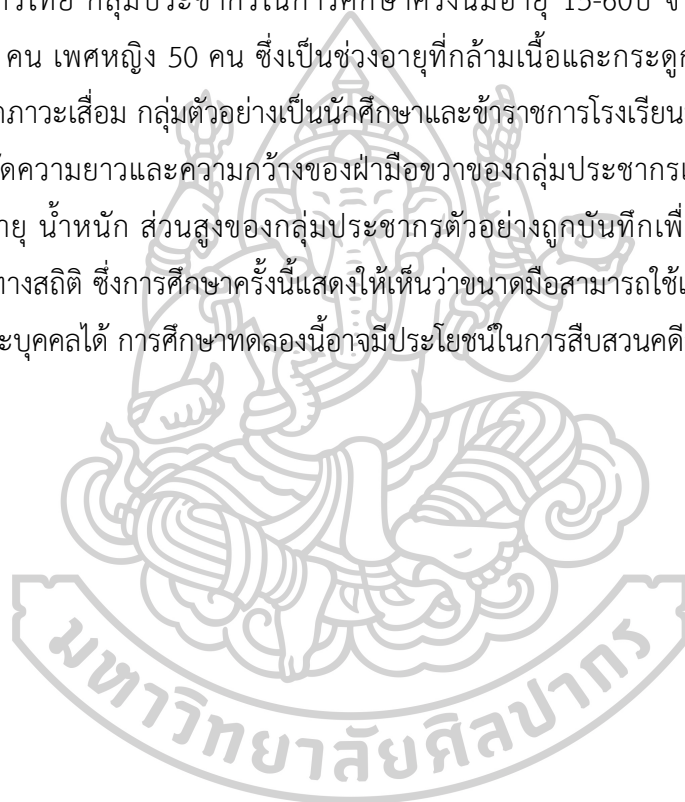 กลุ่มประชากรในการศึกษาครั้งนี้มีอายุ 15-60ปี
คน เพศหญิง 50 คน ซึ่งเป็นช่วงอายุที่กล้ามเนื้อและกระดูก
ภาวะเสื่อม กลุ่มตัวอย่างเป็นนักศึกษาและข้าราชการโรงเรียน
ความยาวและความกว้างของฝ่ามือขวาของกลุ่มประชากร
น้ำหนัก ส่วนสูงของกลุ่มประชากรตัวอย่างถูกบันทึก
ทางสถิติ ซึ่งการศึกษาครั้งนี้แสดงให้เห็นว่าขนาดมือสามารถใช้
บุคคลได้ การศึกษาทดลองนี้อาจมีประโยชน์ในการสืบสวนคดี
มหาวิทยาลัยศิลปากร